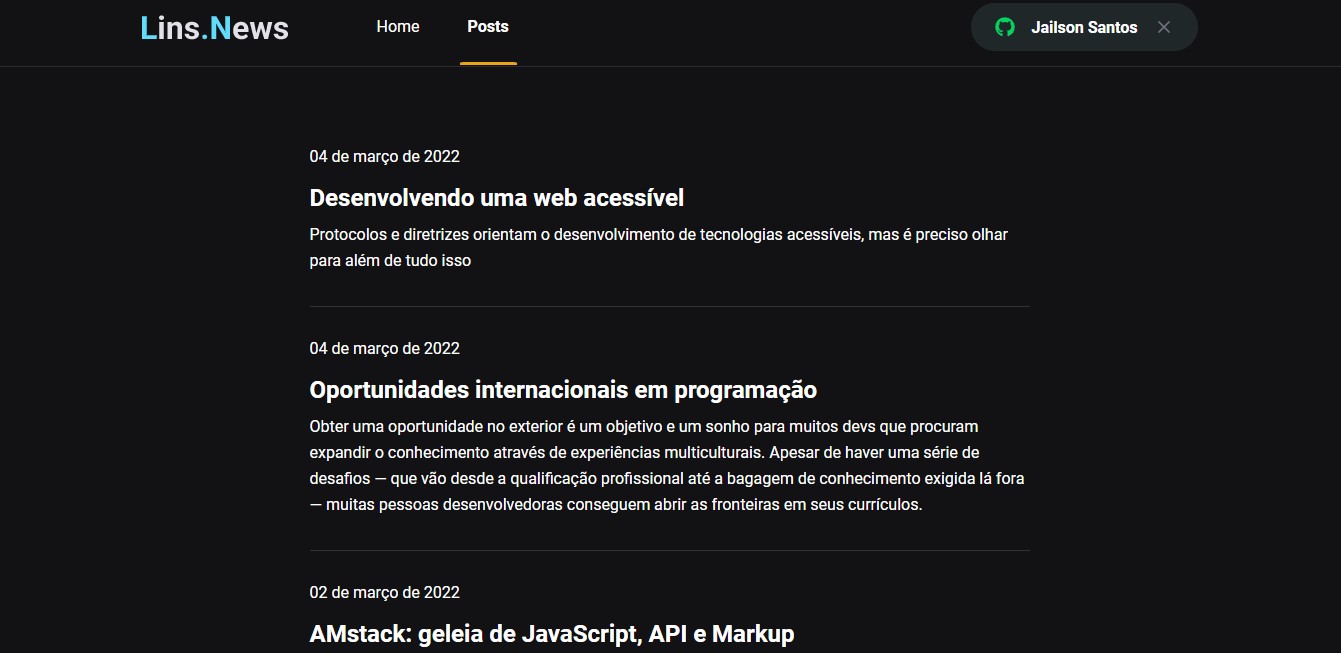 Lins.News
Home
Posts
Jailson Santos
04 de março de 2022
Desenvolvendo uma web acessível
Protocolos e diretrizes orientam o desenvolvimento de tecnologias acessíveis, mas é preciso olhar
para além de tudo isso
04 de março de 2022
Oportunidades internacionais em programação
Obter uma oportunidade no exterior é um objetivo e um sonho para muitos devs que procuram
expandir o conhecimento através de experiências multiculturais. Apesar de haver uma série de
desafios — que vão desde a qualificação profissional até a bagagem de conhecimento exigida lá fora
— muitas pessoas desenvolvedoras conseguem abrir as fronteiras em seus currículos.
02 de março de 2022
AMstack: geleia de JavaScript, API e Markup